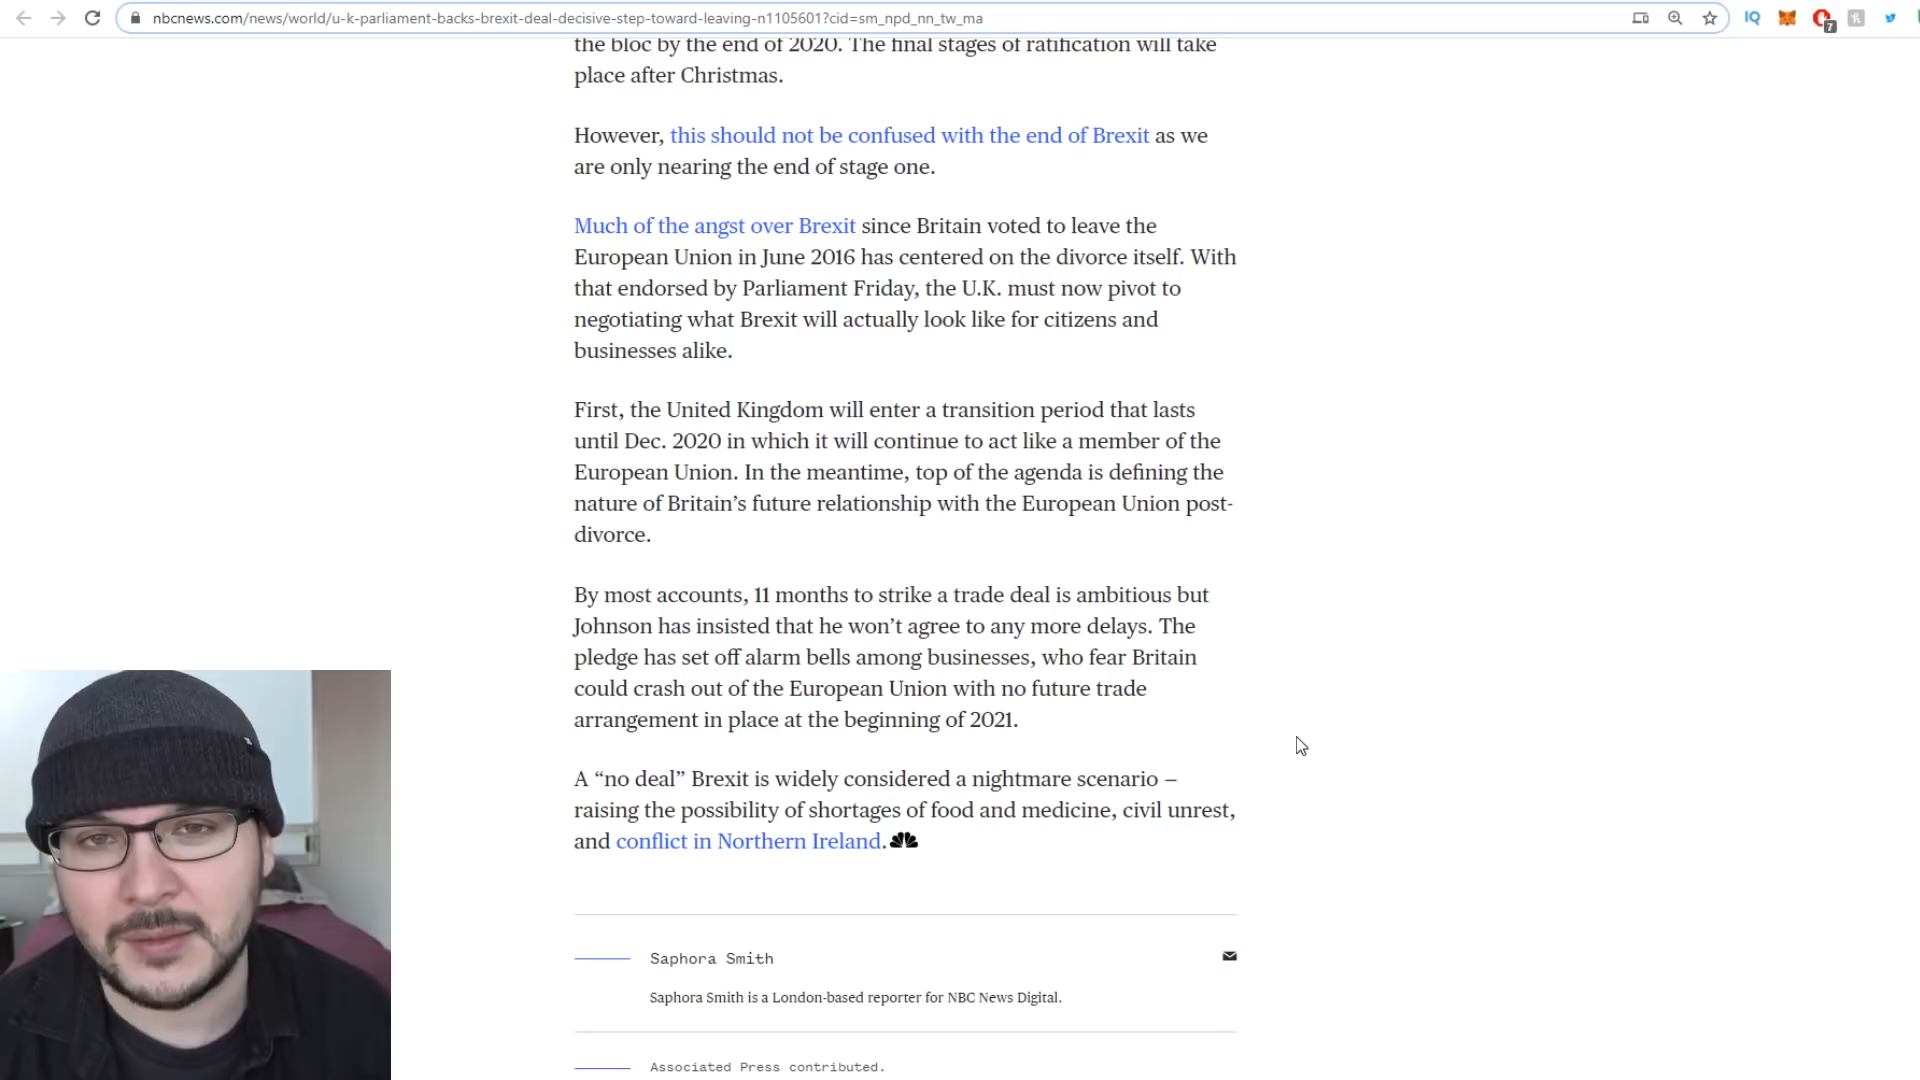 nbcnews.com/news/world/u-k-parliament-backs-brexit-deal-decisive-step-toward-leaving-n1105601?cid=sm_npd_nn_tw_ma
IQ
7
the bloc by the end of 2020. The final stages of ratification will take
place after Christmas.
However, this should not be confused with the end of Brexit as we
are only nearing the end of stage one.
Much of the angst over Brexit since Britain voted to leave the
European Union in June 2016 has centered on the divorce itself. With
that endorsed by Parliament Friday, the U.K. must now pivot to
negotiating what Brexit will actually look like for citizens and
businesses alike.
First, the United Kingdom will enter a transition period that lasts
until Dec. 2020 in which it will continue to act like a member of the
European Union. In the meantime, top of the agenda is defining the
nature of Britain’s future relationship with the European Union post-
divorce.
By most accounts, 11 months to strike a trade deal is ambitious but
Johnson has insisted that he won’t agree to any more delays. The
pledge has set off alarm bells among businesses, who fear Britain
could crash out of the European Union with no future trade
arrangement in place at the beginning of 2021.
A “no deal” Brexit is widely considered a nightmare scenario –
raising the possibility of shortages of food and medicine, civil unrest,
and conflict in Northern Ireland.
Saphora Smith
Saphora Smith is a London-based reporter for NBC News Digital.
Associated Press contributed.